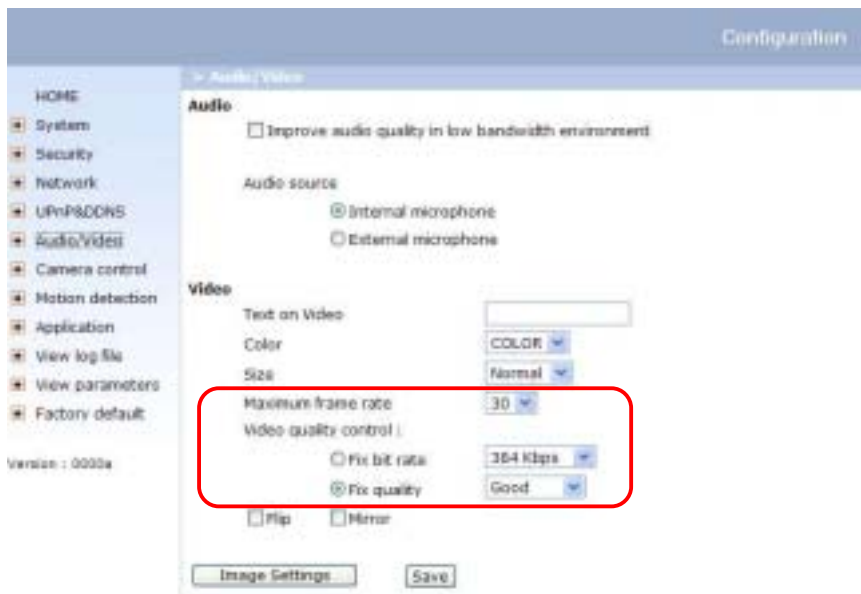 Configuration
> Audio/Video
HOME
System
Security
Network
UPnP&DDNS
Audio/Video
Camera control
Motion detection
Application
View log file
View parameters
Factory default
Version : 0000a
Audio
Improve audio quality in low bandwidth environment
Audio source
Internal microphone
External microphone
Video
Text on Video
Color COLOR
Size Normal
Maximum frame rate 30
Video quality control :
Fix bit rate 384 Kbps
Fix quality Good
Flip Mirror
Image Settings Save